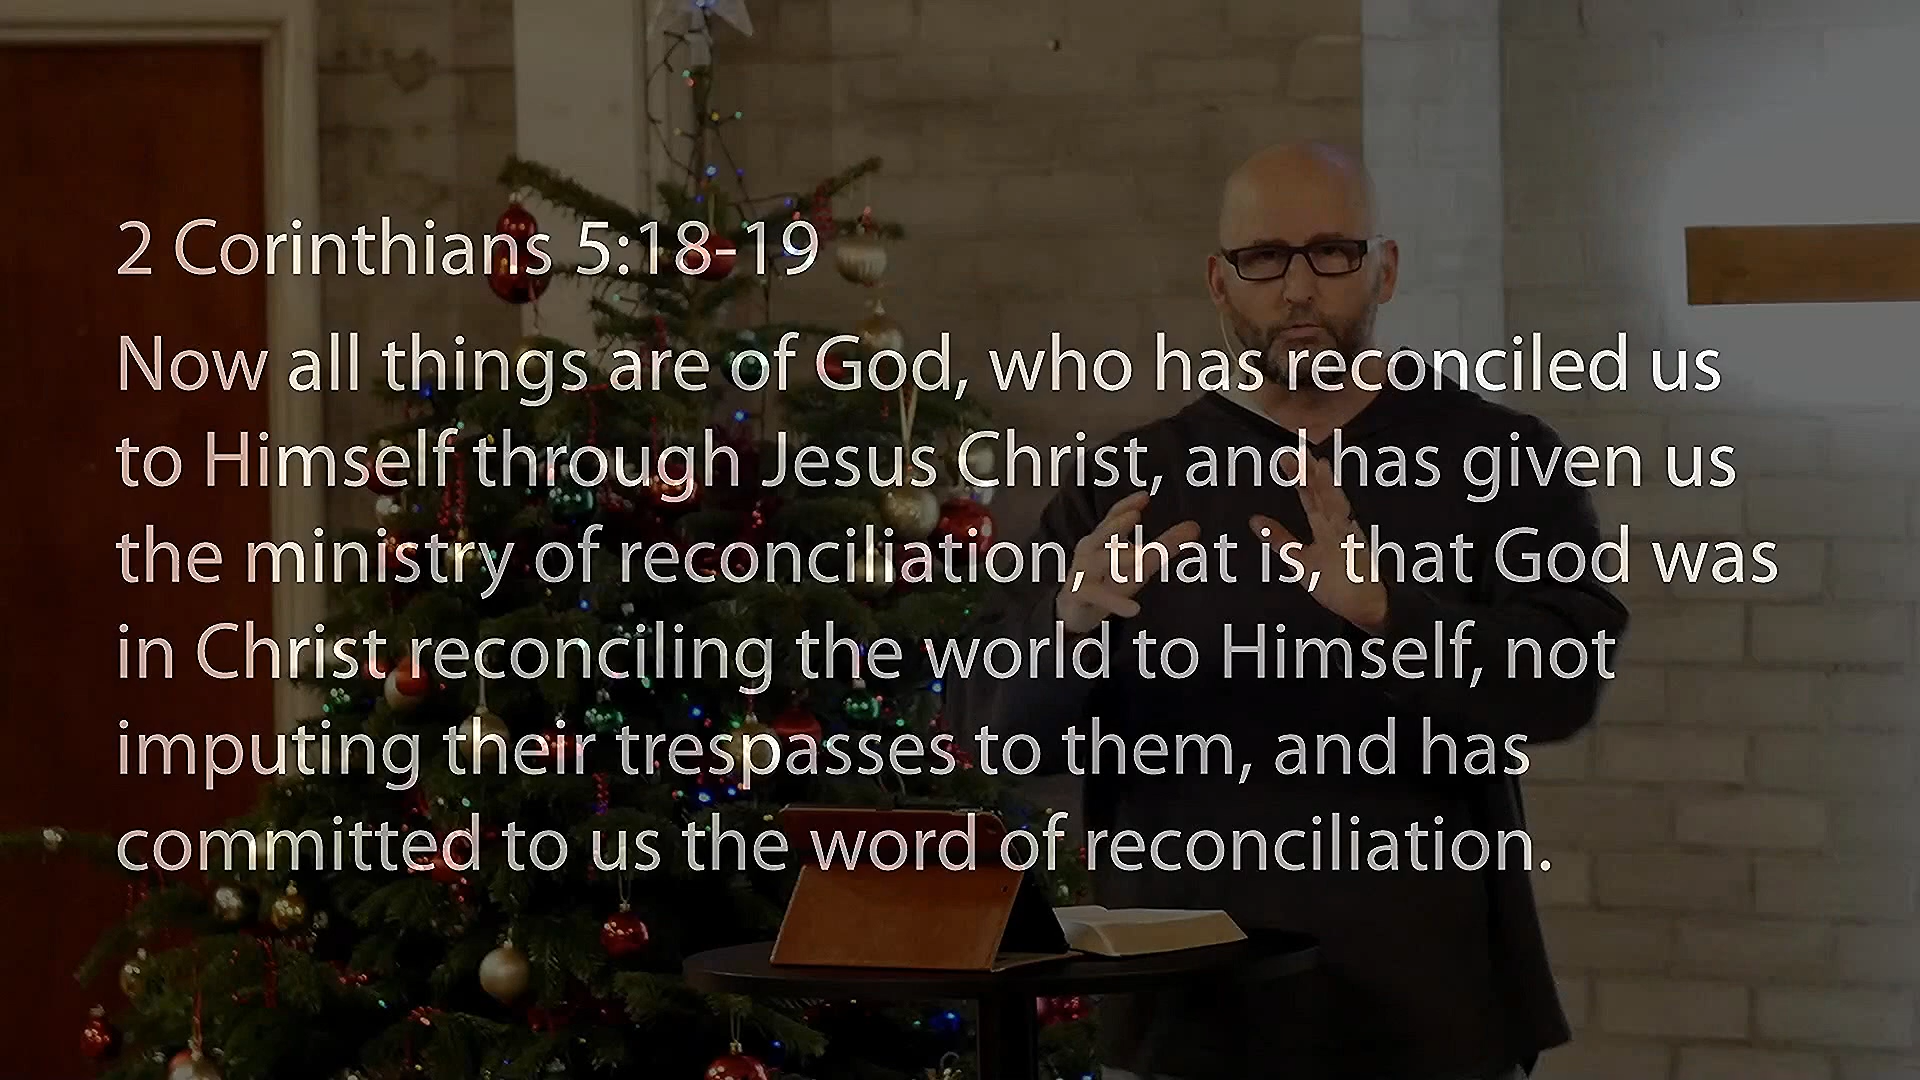 2 Corinthians 5:18-19
Now all things are of God, who has reconciled us
to Himself through Jesus Christ, and has given us
the ministry of reconciliation, that is, that God was
in Christ reconciling the world to Himself, not
imputing their trespasses to them, and has
committed to us the word of reconciliation.